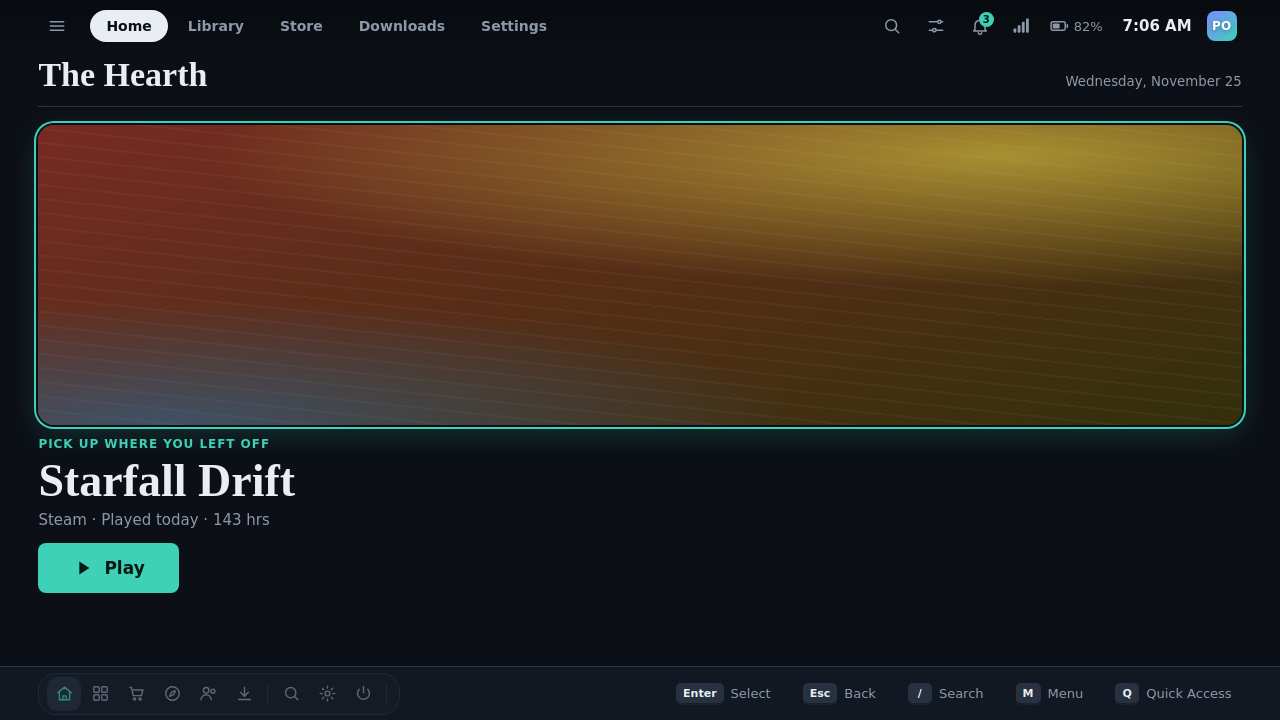 Home Library Store Downloads Settings 3 82% 7:06 AM PO
The Hearth
Wednesday, November 25
PICK UP WHERE YOU LEFT OFF
Starfall Drift
Steam · Played today · 143 hrs
Play
Enter Select Esc Back / Search M Menu Q Quick Access